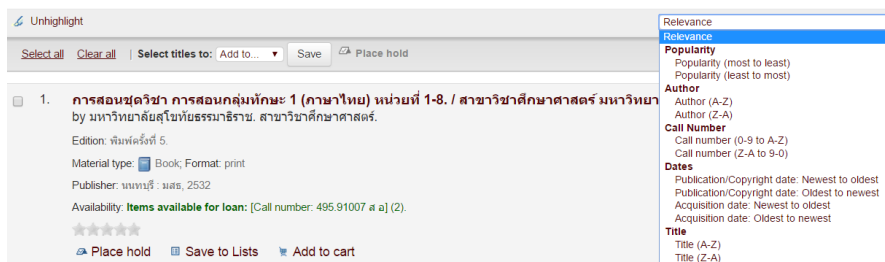 Unhighlight
Relevance
Select all Clear all | Select titles to: Add to... Save Place hold
Relevance
Popularity
Popularity (most to least)
Popularity (least to most)
Author
Author (A-Z)
Author (Z-A)
Call Number
Call number (0-9 to A-Z)
Call number (Z-A to 9-0)
Dates
Publication/Copyright date: Newest to oldest
Publication/Copyright date: Oldest to newest
Acquisition date: Newest to oldest
Acquisition date: Oldest to newest
Title
Title (A-Z)
Title (Z-A)
1. การสอนชุดวิชา การสอนกลุ่มทักษะ 1 (ภาษาไทย) หน่วยที่ 1-8. / สาขาวิชาศึกษาศาสตร์ มหาวิทยา
by มหาวิทยาลัยสุโขทัยธรรมาธิราช. สาขาวิชาศึกษาศาสตร์.
Edition: พิมพ์ครั้งที่ 5.
Material type: Book; Format: print
Publisher: นนทบุรี : มสธ, 2532
Availability: Items available for loan: [Call number: 495.91007 ส อ] (2).
Place hold Save to Lists Add to cart